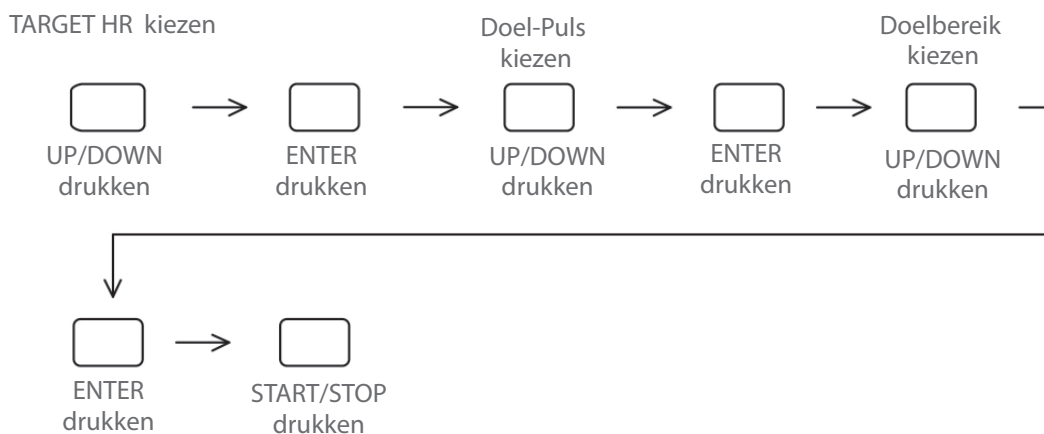 TARGET HR kiezen
Doel-Puls
kiezen
Doelbereik
kiezen
UP/DOWN
drukken
ENTER
drukken
UP/DOWN
drukken
ENTER
drukken
UP/DOWN
drukken
ENTER
drukken
START/STOP
drukken